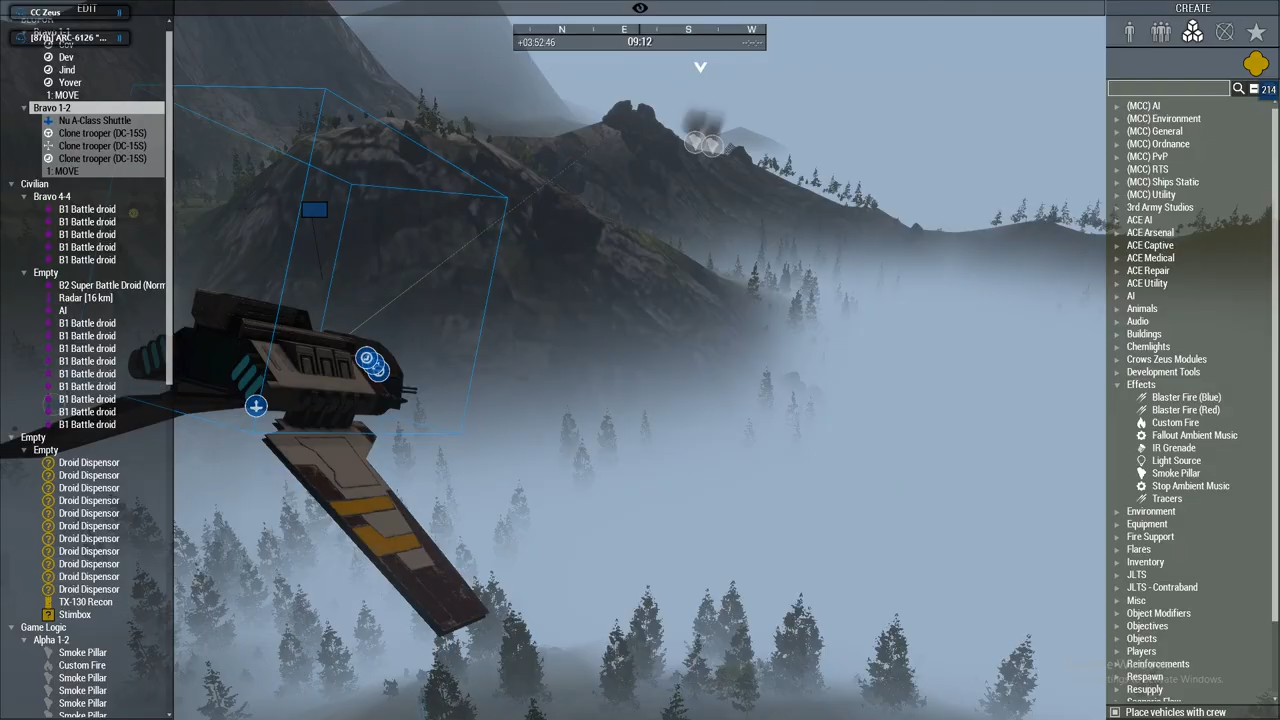 EDIT
CC Zeus
[876] ARC-6126 "...
Dev
Jind
Yover
1: MOVE
Bravo 1-2
Nu A-Class Shuttle
Clone trooper (DC-15S)
Clone trooper (DC-15S)
Clone trooper (DC-15S)
1: MOVE
Civilian
Bravo 4-4
B1 Battle droid
B1 Battle droid
B1 Battle droid
B1 Battle droid
B1 Battle droid
Empty
B2 Super Battle Droid (Norm
Radar [16 km]
AI
B1 Battle droid
B1 Battle droid
B1 Battle droid
B1 Battle droid
B1 Battle droid
B1 Battle droid
B1 Battle droid
B1 Battle droid
Empty
Empty
Droid Dispensor
Droid Dispensor
Droid Dispensor
Droid Dispensor
Droid Dispensor
Droid Dispensor
Droid Dispensor
Droid Dispensor
Droid Dispensor
Droid Dispensor
Droid Dispensor
TX-130 Recon
Stimbox
Game Logic
Alpha 1-2
Smoke Pillar
Custom Fire
Smoke Pillar
Smoke Pillar
Smoke Pillar
Smoke Pillar
N E S W
+03:52:46 09:12 --:--:--
CREATE
214
(MCC) AI
(MCC) Environment
(MCC) General
(MCC) Ordnance
(MCC) PvP
(MCC) RTS
(MCC) Ships Static
(MCC) Utility
3rd Army Studios
ACE AI
ACE Arsenal
ACE Captive
ACE Medical
ACE Repair
ACE Utility
AI
Animals
Audio
Buildings
Chemlights
Crows Zeus Modules
Development Tools
Effects
Blaster Fire (Blue)
Blaster Fire (Red)
Custom Fire
Fallout Ambient Music
IR Grenade
Light Source
Smoke Pillar
Stop Ambient Music
Tracers
Environment
Equipment
Fire Support
Flares
Inventory
JLTS
JLTS - Contraband
Misc
Object Modifiers
Objectives
Objects
Players
Reinforcements
Respawn
Resupply
Place vehicles with crew